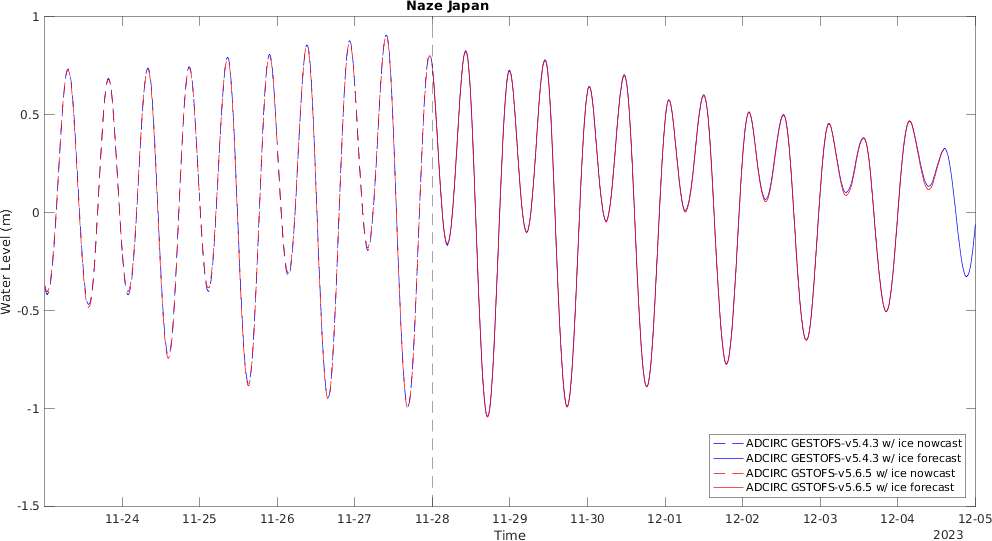 Naze Japan
1
0.5
0
-0.5
-1
-1.5
Water Level (m)
ADCIRC GESTOFS-v5.4.3 w/ ice nowcast
ADCIRC GESTOFS-v5.4.3 w/ ice forecast
ADCIRC GSTOFS-v5.6.5 w/ ice nowcast
ADCIRC GSTOFS-v5.6.5 w/ ice forecast
11-24 11-25 11-26 11-27 11-28 11-29 11-30 12-01 12-02 12-03 12-04 12-05
Time
2023